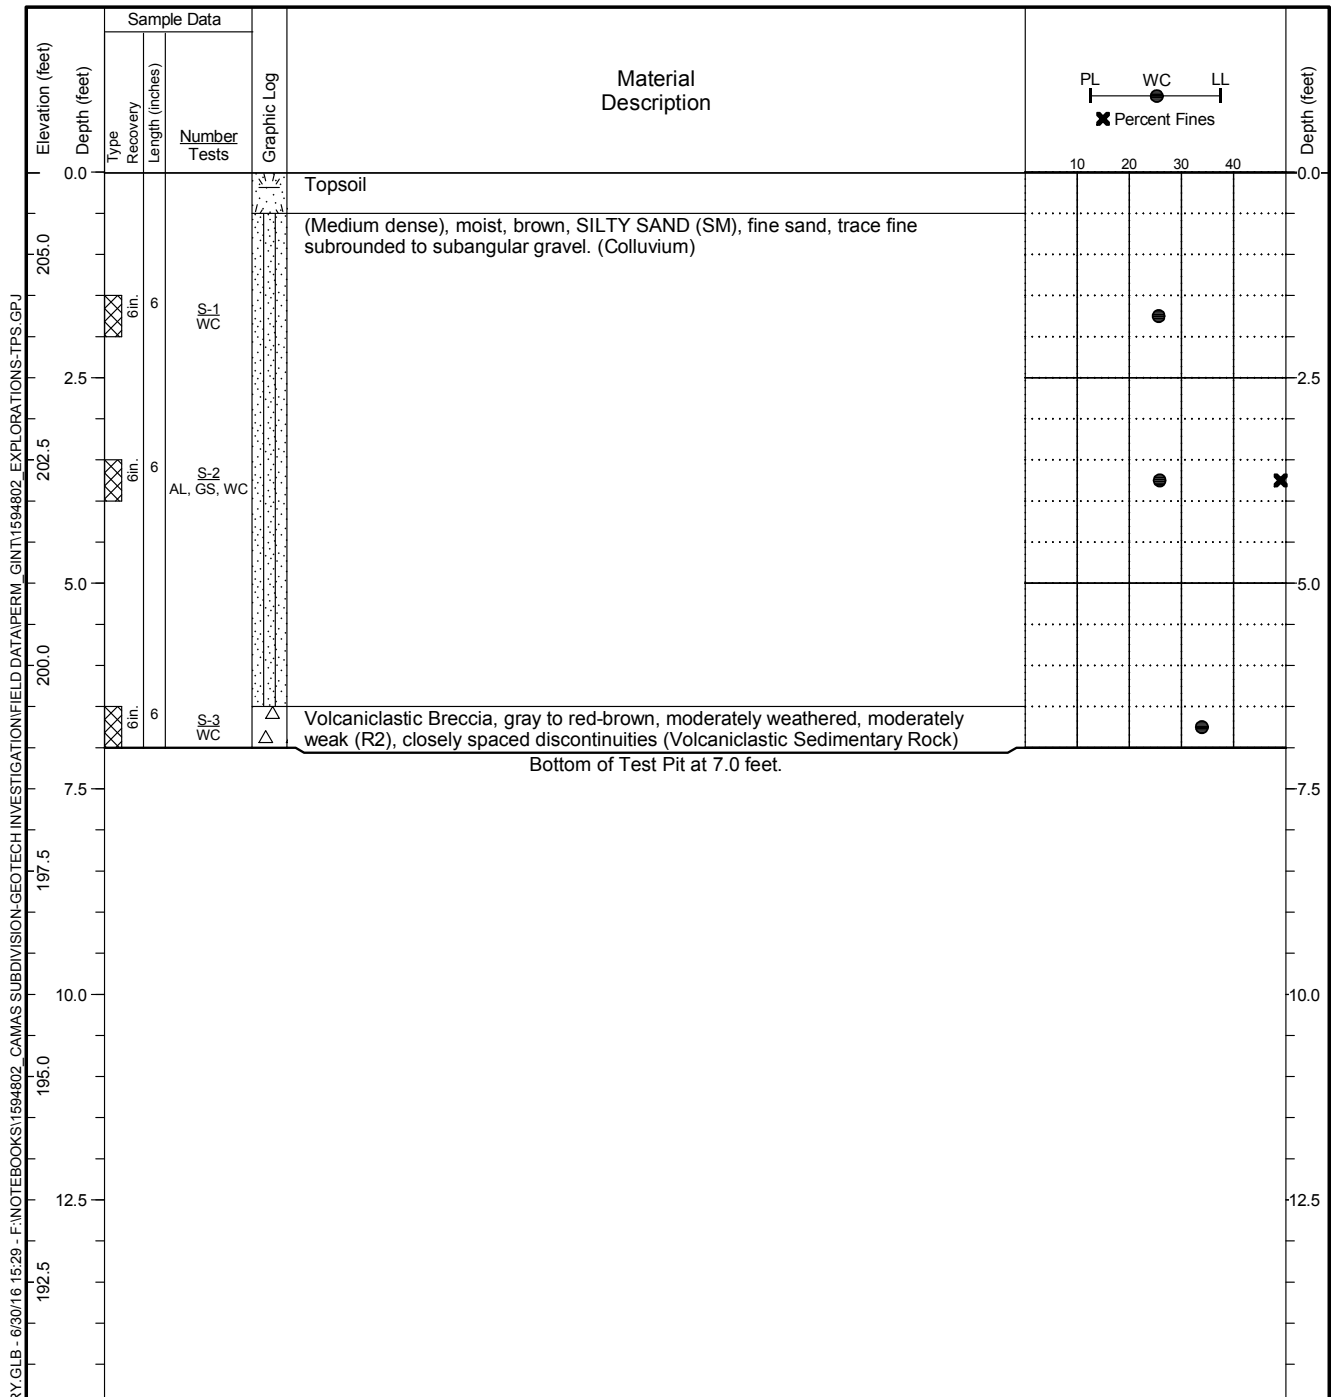 Sample Data
Elevation (feet)
Depth (feet)
Type
Recovery
Length (inches)
Number
Tests
Graphic Log
Material
Description
PL WC LL
Percent Fines
Depth (feet)
10 20 30 40
0.0
0.0
Topsoil
(Medium dense), moist, brown, SILTY SAND (SM), fine sand, trace fine
subrounded to subangular gravel. (Colluvium)
205.0
6in.
6
S-1
WC
2.5
2.5
202.5
6in.
6
S-2
AL, GS, WC
5.0
5.0
200.0
6in.
6
S-3
WC
Volcaniclastic Breccia, gray to red-brown, moderately weathered, moderately
weak (R2), closely spaced discontinuities (Volcaniclastic Sedimentary Rock)
Bottom of Test Pit at 7.0 feet.
7.5
7.5
197.5
10.0
10.0
195.0
12.5
12.5
192.5
RY.GLB - 6/30/16 15:29 - F:\NOTEBOOKS\1594802_CAMAS SUBDIVISION-GEOTECH INVESTIGATION\FIELD DATA\PERM_GINT\1594802_EXPLORATIONS-TPS.GPJ